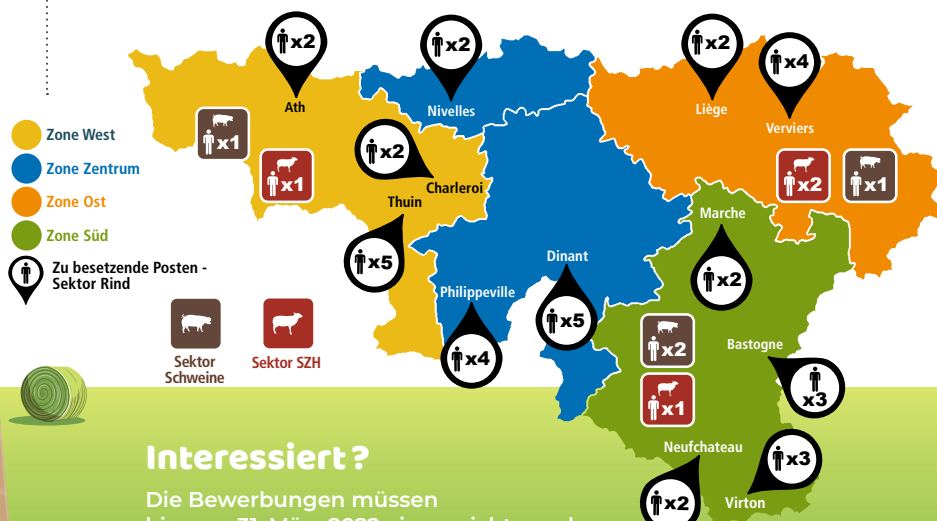 x2
x2
x2
x4
Ath
Nivelles
Liège
Verviers
Zone West
Zone Zentrum
Zone Ost
Zone Süd
Zu besetzende Posten -
Sektor Rind
Sektor
Schweine
Sektor SZH
x1
x1
x2
Charleroi
Thuin
x5
x2
x1
Marche
x2
Dinant
x5
Philippeville
x4
x2
x1
Bastogne
x3
Neufchateau
x2
x3
Virton
Interessiert ?
Die Bewerbungen müssen